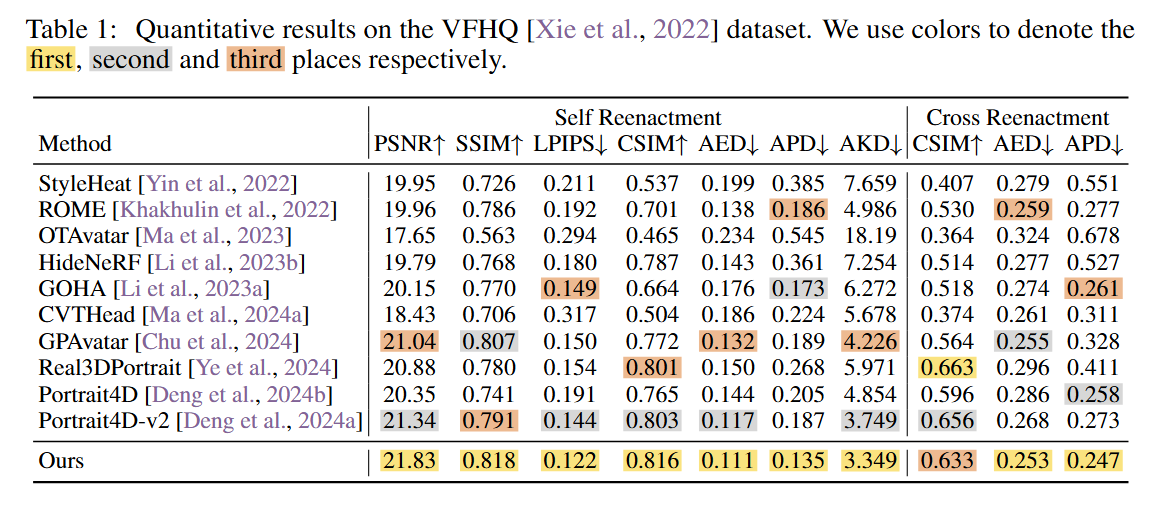 Table 1: Quantitative results on the VFHQ [Xie et al., 2022] dataset. We use colors to denote the
first, second and third places respectively.
Self Reenactment Cross Reenactment
Method PSNR↑ SSIM↑ LPIPS↓ CSIM↑ AED↓ APD↓ AKD↓ CSIM↑ AED↓ APD↓
StyleHeat [Yin et al., 2022] 19.95 0.726 0.211 0.537 0.199 0.385 7.659 0.407 0.279 0.551
ROME [Khakhulin et al., 2022] 19.96 0.786 0.192 0.701 0.138 0.186 4.986 0.530 0.259 0.277
OTAvatar [Ma et al., 2023] 17.65 0.563 0.294 0.465 0.234 0.545 18.19 0.364 0.324 0.678
HideNeRF [Li et al., 2023b] 19.79 0.768 0.180 0.787 0.143 0.361 7.254 0.514 0.277 0.527
GOHA [Li et al., 2023a] 20.15 0.770 0.149 0.664 0.176 0.173 6.272 0.518 0.274 0.261
CVTHead [Ma et al., 2024a] 18.43 0.706 0.317 0.504 0.186 0.224 5.678 0.374 0.261 0.311
GPAvatar [Chu et al., 2024] 21.04 0.807 0.150 0.772 0.132 0.189 4.226 0.564 0.255 0.328
Real3DPortrait [Ye et al., 2024] 20.88 0.780 0.154 0.801 0.150 0.268 5.971 0.663 0.296 0.411
Portrait4D [Deng et al., 2024b] 20.35 0.741 0.191 0.765 0.144 0.205 4.854 0.596 0.286 0.258
Portrait4D-v2 [Deng et al., 2024a] 21.34 0.791 0.144 0.803 0.117 0.187 3.749 0.656 0.268 0.273
Ours 21.83 0.818 0.122 0.816 0.111 0.135 3.349 0.633 0.253 0.247